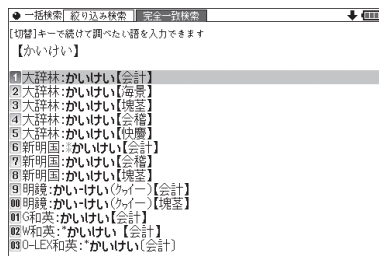 一括検索 絞り込み検索 完全一致検索
[切替]キーで続けて調べたい語を入力できます
【かいけい】
1 大辞林:かいけい【会計】
2 大辞林:かいけい【海景】
3 大辞林:かいけい【塊茎】
4 大辞林:かいけい【会稽】
5 大辞林:かいけい【快慶】
6 新明国:※かいけい【会計】
7 新明国:かいけい【会稽】
8 新明国:かいけい【塊茎】
9 明鏡:かい-けい(クヮイ―)【会計】
00 明鏡:かい-けい(クヮイ―)【塊茎】
01 G和英:かいけい【会計】
02 W和英:*かいけい 【会計】
03 O-LEX和英:*かいけい〔会計〕